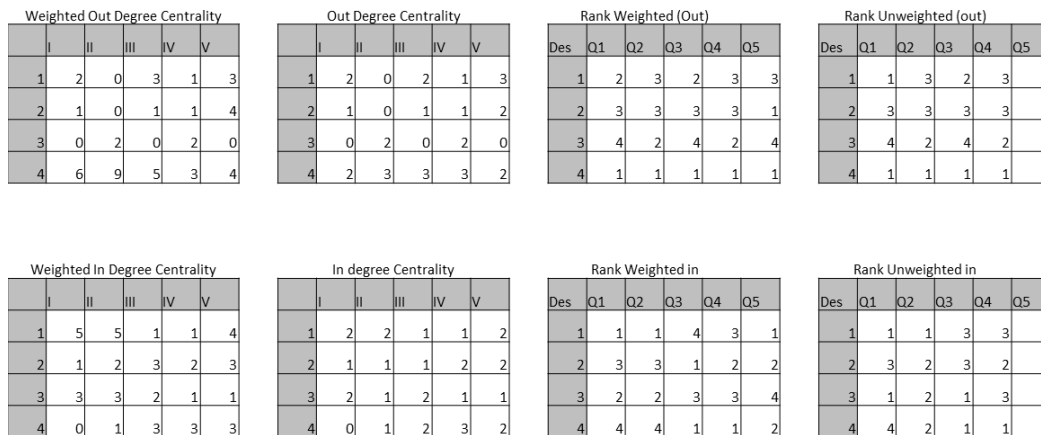 Weighted Out Degree Centrality
I II III IV V
1 2 0 3 1 3
2 1 0 1 1 4
3 0 2 0 2 0
4 6 9 5 3 4
Out Degree Centrality
I II III IV V
1 2 0 2 1 3
2 1 0 1 1 2
3 0 2 0 2 0
4 2 3 3 3 2
Rank Weighted (Out)
Des Q1 Q2 Q3 Q4 Q5
1 2 3 2 3 3
2 3 3 3 3 1
3 4 2 4 2 4
4 1 1 1 1 1
Rank Unweighted (out)
Des Q1 Q2 Q3 Q4 Q5
1 1 3 2 3
2 3 3 3 3
3 4 2 4 2
4 1 1 1 1
Weighted In Degree Centrality
I II III IV V
1 5 5 1 1 4
2 1 2 3 2 3
3 3 3 2 1 1
4 0 1 3 3 3
In degree Centrality
I II III IV V
1 2 2 1 1 2
2 1 1 1 2 2
3 2 1 2 1 1
4 0 1 2 3 2
Rank Weighted in
Des Q1 Q2 Q3 Q4 Q5
1 1 1 4 3 1
2 3 3 1 2 2
3 2 2 3 3 4
4 4 4 1 1 2
Rank Unweighted in
Des Q1 Q2 Q3 Q4 Q5
1 1 1 3 3
2 3 2 3 2
3 1 2 1 3
4 4 2 1 1